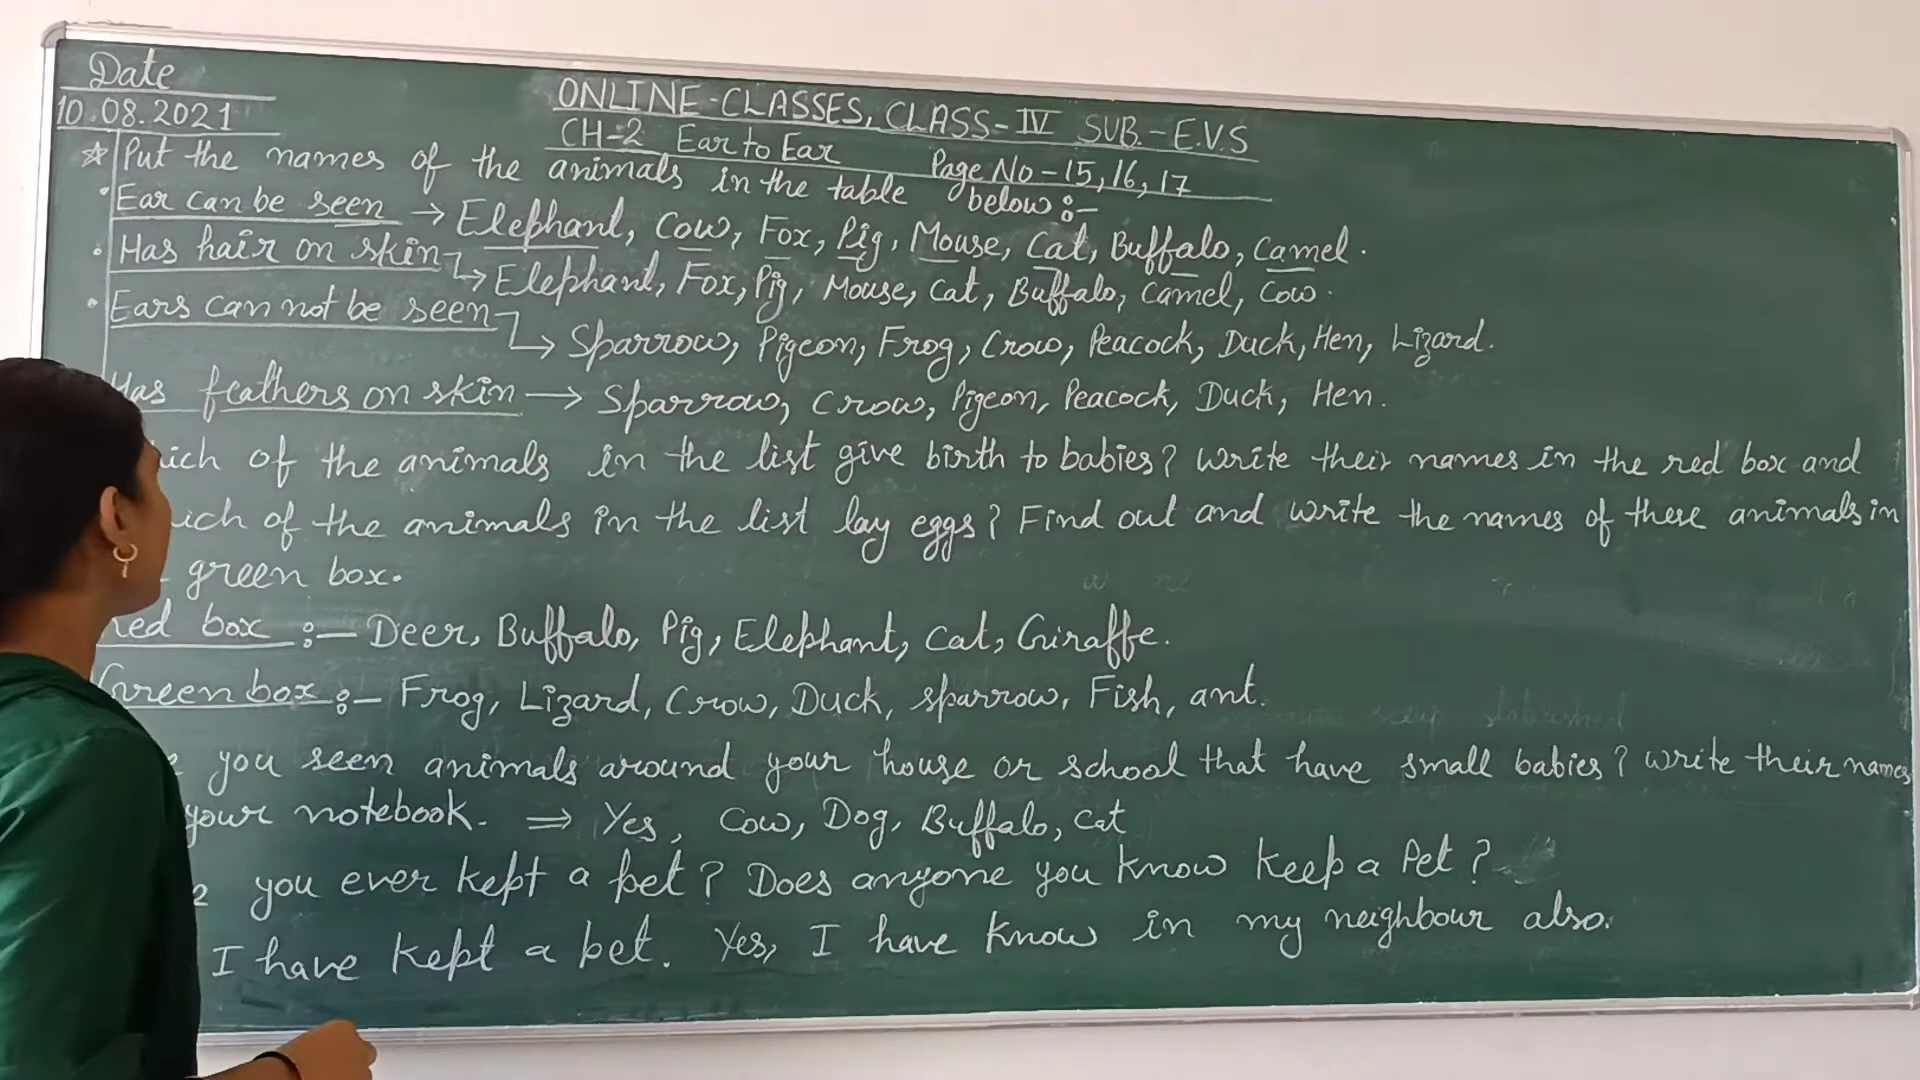 Date
10.08.2021
ONLINE-CLASSES, CLASS-IV SUB.-E.V.S
CH-2 Ear to Ear Page No-15,16,17
☆ Put the names of the animals in the table below :-
• Ear can be seen → Elephant, Cow, Fox, Pig, Mouse, Cat, Buffalo, Camel.
• Has hair on skin → Elephant, Fox, Pig, Mouse, Cat, Buffalo, Camel, Cow.
• Ears can not be seen → Sparrow, Pigeon, Frog, Crow, Peacock, Duck, Hen, Lizard.
Has feathers on skin → Sparrow, Crow, Pigeon, Peacock, Duck, Hen.
ich of the animals in the list give birth to babies? Write their names in the red box and
ich of the animals in the list lay eggs? Find out and write the names of these animals in
green box.
red box :- Deer, Buffalo, Pig, Elephant, Cat, Giraffe.
Green box :- Frog, Lizard, Crow, Duck, sparrow, Fish, ant.
you seen animals around your house or school that have small babies? Write their names
your notebook. ⇒ Yes, Cow, Dog, Buffalo, Cat
you ever kept a pet? Does anyone you know keep a Pet?
I have kept a pet. Yes, I have know in my neighbour also.